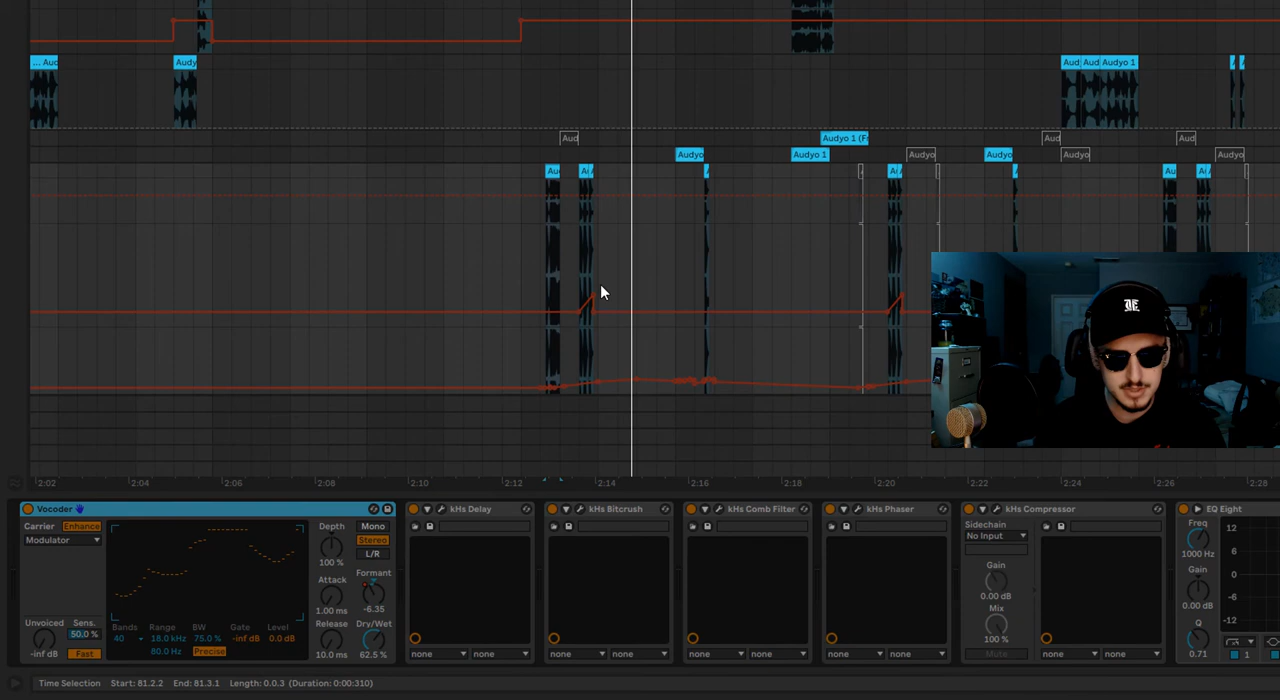 ... Aud
Audy
Aud Aud Audyo 1
Aud
Audyo 1 (Fr
Aud
Aud
Audyo
Audyo 1
Audyo
Audyo
Audyo
Audyo
Au
Au
2:02 2:04 2:06 2:08 2:10 2:12 2:14 2:16 2:18 2:20 2:22 2:24 2:26 2:28
Vocoder
kHs Delay
kHs Bitcrush
kHs Comb Filter
kHs Phaser
kHs Compressor
EQ Eight
Carrier Enhance
Modulator
Unvoiced Sens.
50.0 %
-inf dB Fast
Bands Range BW Gate Level
40 18.0 kHz 75.0 % -inf dB 0.0 dB
80.0 Hz Precise
Depth
100 %
Attack
1.00 ms
Release
10.0 ms
Mono
Stereo
L/R
Formant
-6.35
Dry/Wet
62.5 %
none none
none none
none none
none none
Sidechain
No Input
Gain
0.00 dB
Mix
100 %
Mute
none none
Freq
1000 Hz
Gain
0.00 dB
Q
0.71
12
6
0
-6
-12
1
Time Selection Start: 81.2.2 End: 81.3.1 Length: 0.0.3 (Duration: 0:00:310)